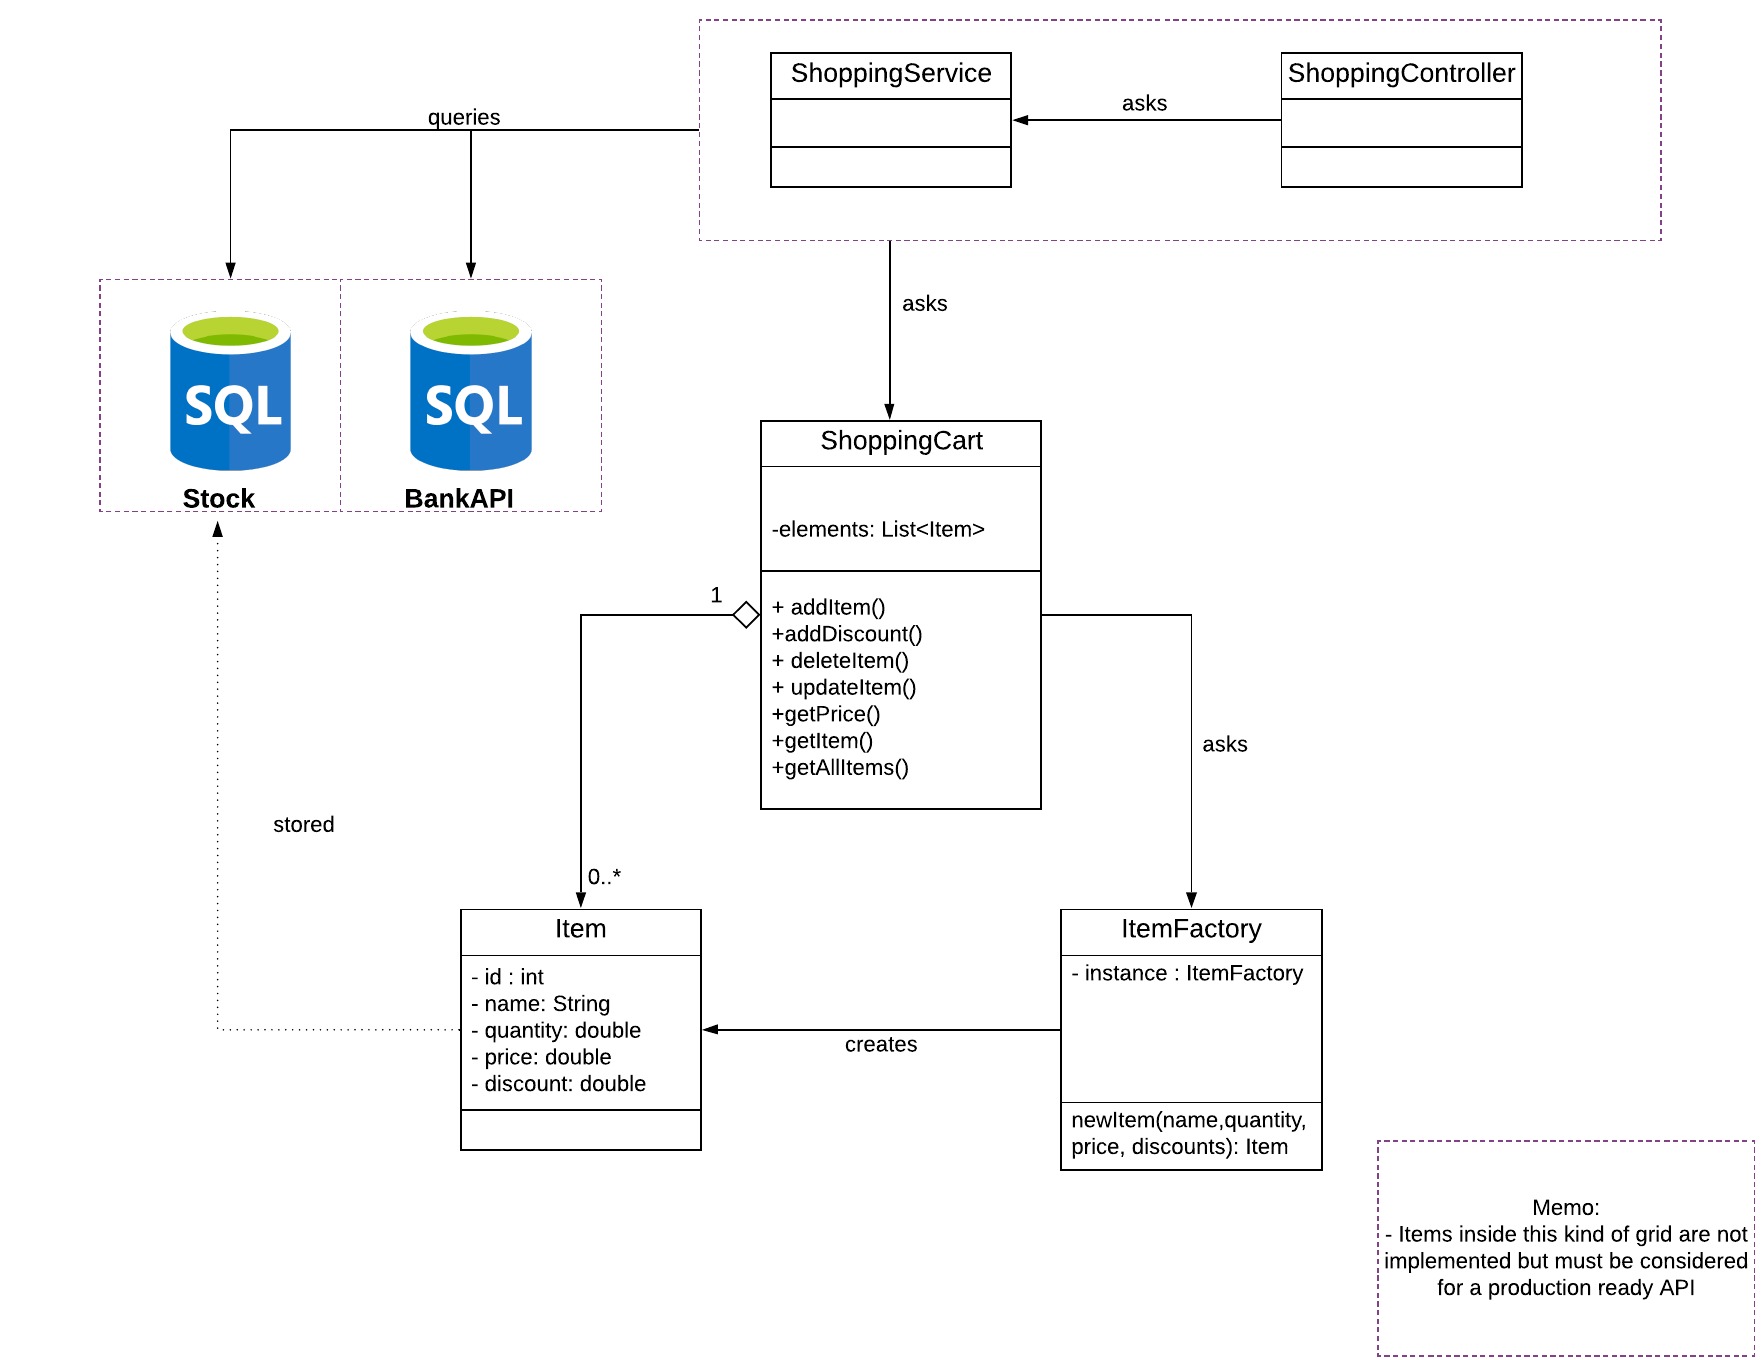 ShoppingService
ShoppingController
asks
queries
asks
SQL
SQL
Stock
BankAPI
ShoppingCart
-elements: List<Item>
1
+ addItem()
+addDiscount()
+ deleteItem()
+ updateItem()
+getPrice()
+getItem()
+getAllItems()
asks
stored
0..*
Item
- id : int
- name: String
- quantity: double
- price: double
- discount: double
creates
ItemFactory
- instance : ItemFactory
newItem(name,quantity,
price, discounts): Item
Memo:
- Items inside this kind of grid are not
implemented but must be considered
for a production ready API